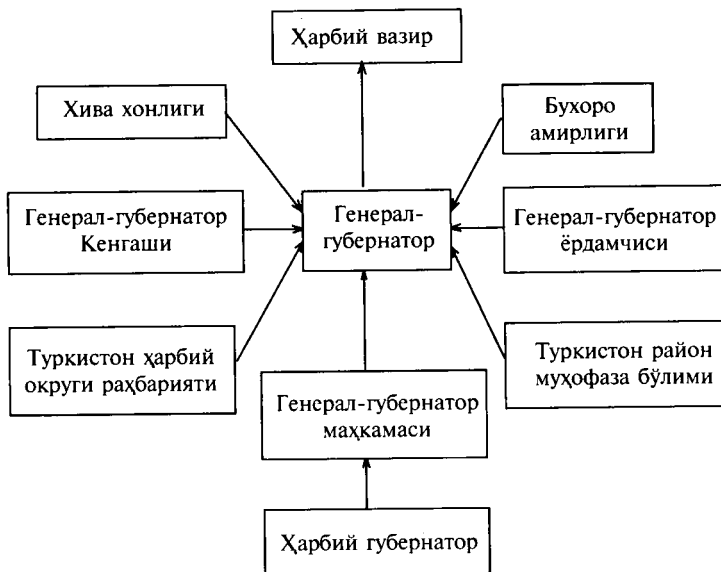 Ҳарбий вазир
Хива хонлиги
Бухоро
амирлиги
Генерал-губернатор
Кенгаши
Генерал-
губернатор
Генерал-губернатор
ёрдамчиси
Туркистон ҳарбий
округи раҳбарияти
Генерал-губернатор
маҳкамаси
Туркистон район
муҳофаза бўлими
Ҳарбий губернатор